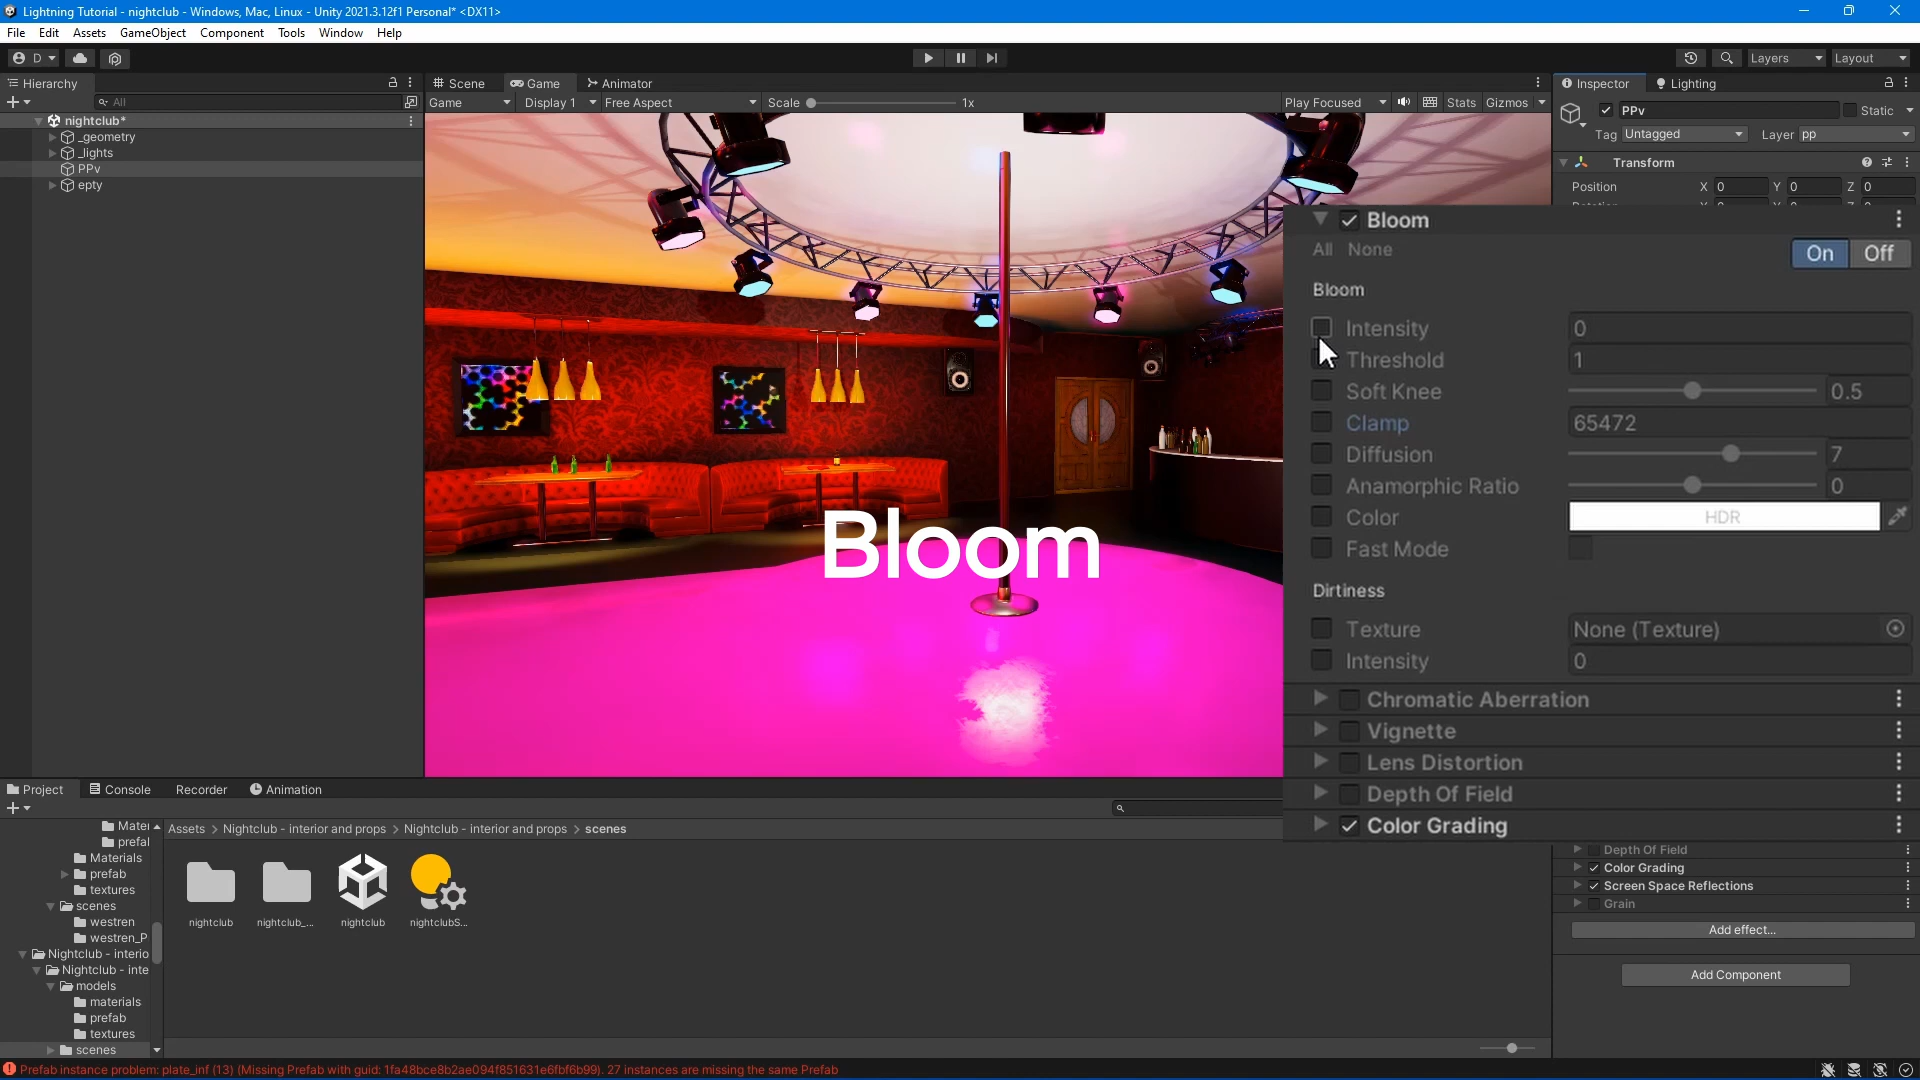 Lightning Tutorial - nightclub - Windows, Mac, Linux - Unity 2021.3.12f1 Personal* <DX11>
File Edit Assets GameObject Component Tools Window Help
D Layers Layout
Hierarchy Scene Game Animator Inspector Lighting
All Game Display 1 Free Aspect Scale 1x Play Focused Stats Gizmos PPv Static
nightclub*
_geometry
_lights
PPv
epty
Tag Untagged Layer pp
Transform
Position X 0 Y 0 Z 0
Bloom
All None On Off
Bloom
Intensity 0
Threshold 1
Soft Knee 0.5
Clamp 65472
Diffusion 7
Anamorphic Ratio 0
Color HDR
Fast Mode
Bloom
Dirtiness
Texture None (Texture)
Intensity 0
Chromatic Aberration
Vignette
Lens Distortion
Depth Of Field
Color Grading
Depth Of Field
Color Grading
Screen Space Reflections
Grain
Add effect...
Add Component
Project Console Recorder Animation
Assets > Nightclub - interior and props > Nightclub - interior and props > scenes
Mater
prefal
Materials
prefab
textures
scenes
westren
westren_P
Nightclub - interio
Nightclub - inte
models
materials
prefab
textures
scenes
nightclub nightclub_... nightclub nightclubS...
Prefab instance problem: plate_inf (13) (Missing Prefab with guid: 1fa48bce8b2ae094f851631e6fbf6b99). 27 instances are missing the same Prefab